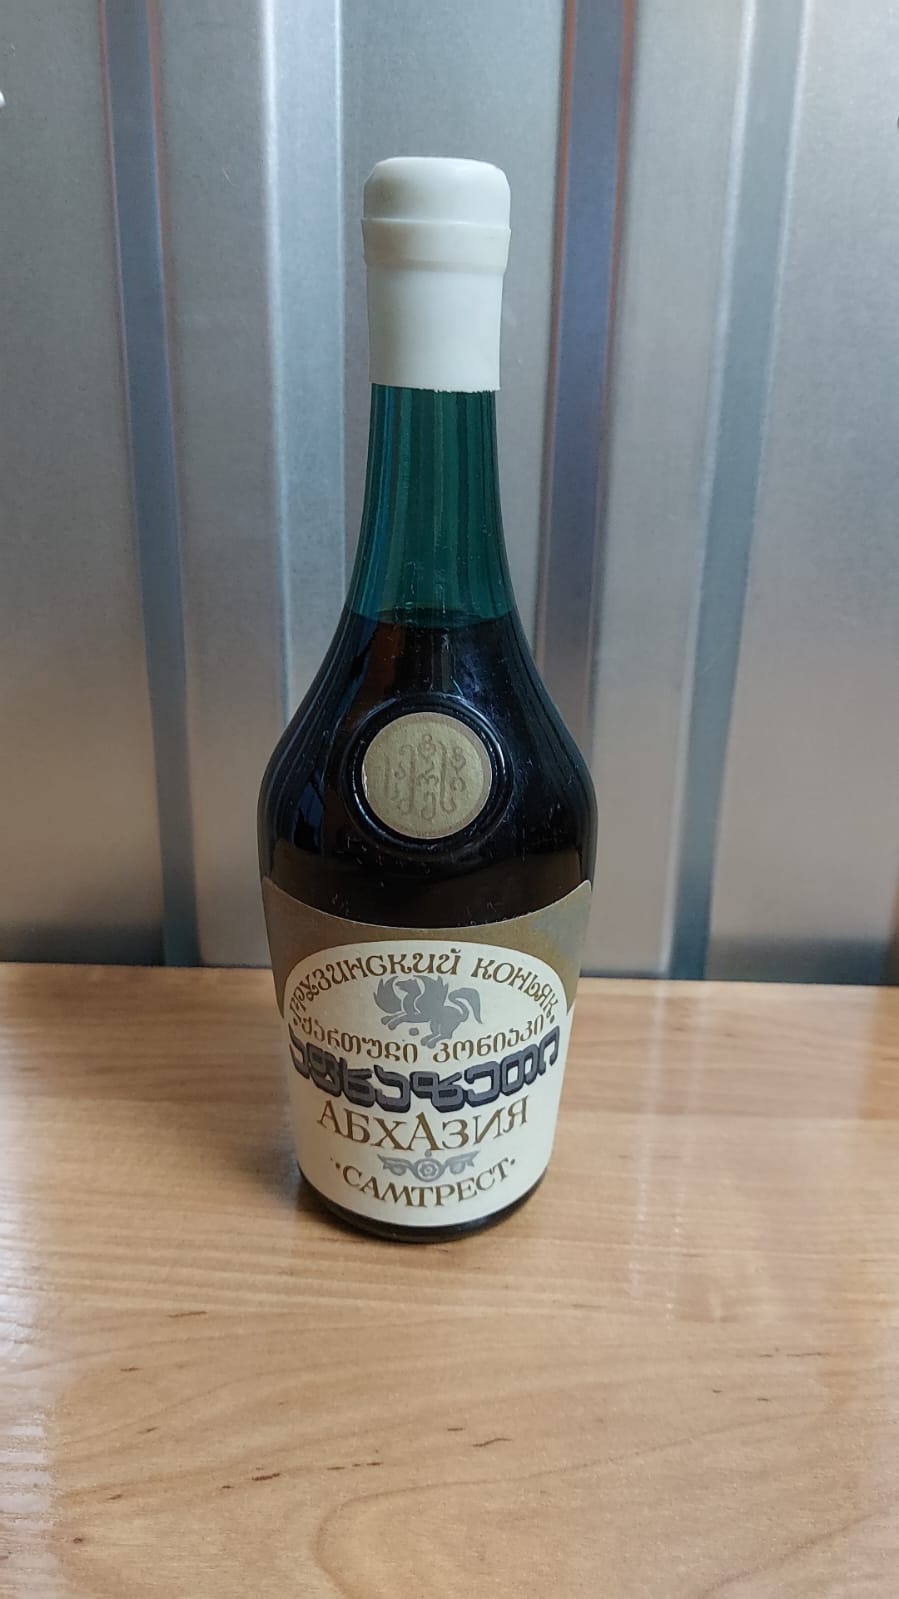 ГРУЗИНСКИЙ КОНЬЯК
ქართული კონიაკი
აფხაზეთი
АБХАЗИЯ
САМТРЕСТ